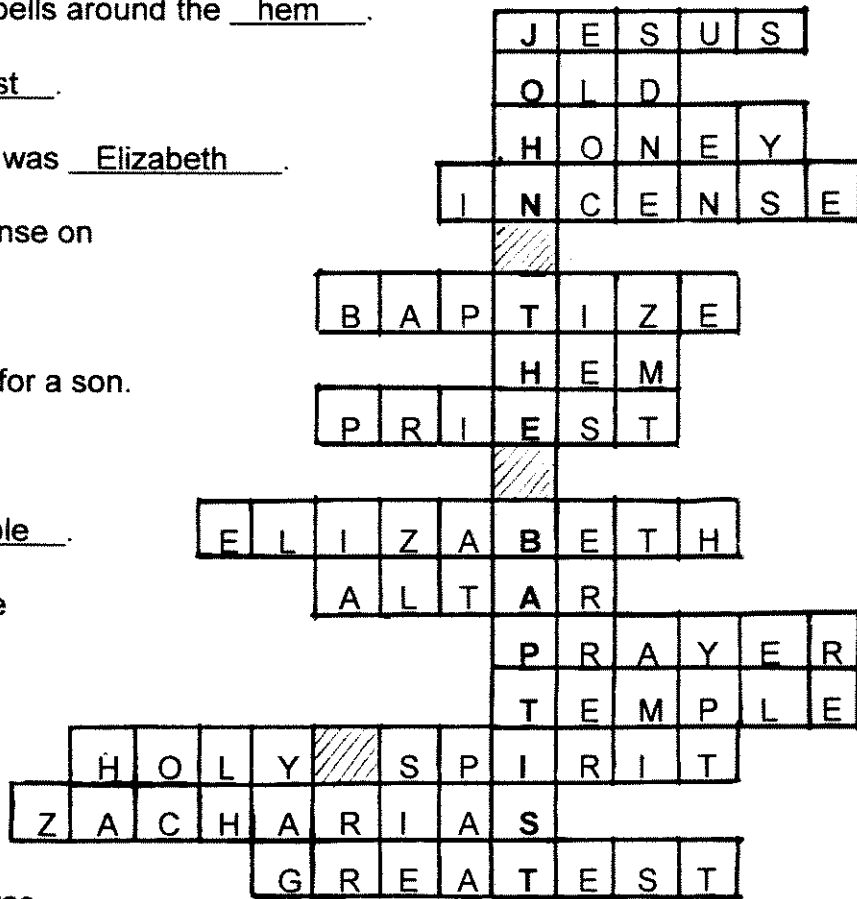 bells around the hem .
JESUS
st .
OLD
HONEY
was Elizabeth .
INCENSE
nse on
BAPTIZE
HEM
for a son.
PRIEST
ELIZABETH
ble .
ALTAR
e
PRAYER
TEMPLE
HOLY SPIRIT
ZACHARIAS
GREATEST